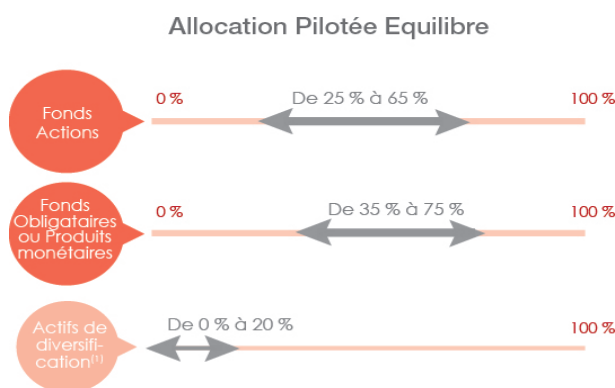 Allocation Pilotée Equilibre
Fonds
Actions
0 %
De 25 % à 65 %
100 %
Fonds
Obligataires
ou Produits
monétaires
0 %
De 35 % à 75 %
100 %
Actifs de
diversifi-
cation(1)
De 0 % à 20 %
100 %